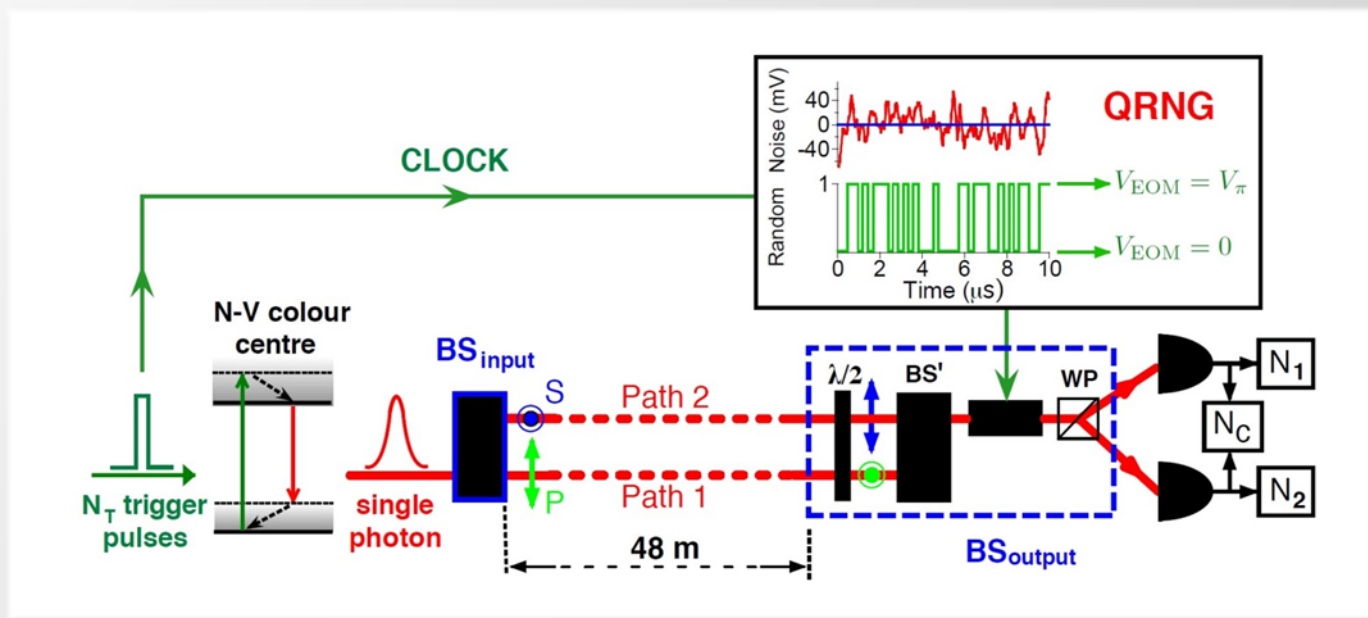 QRNG
Noise (mV)
40
0
-40
Random
1
0 2 4 6 8 10
Time (μs)
V_EOM = V_π
V_EOM = 0
CLOCK
N-V colour
centre
BS_input
S
Path 2
λ/2
BS'
WP
N_1
N_C
N_2
N_T trigger
pulses
single
photon
P
Path 1
48 m
BS_output